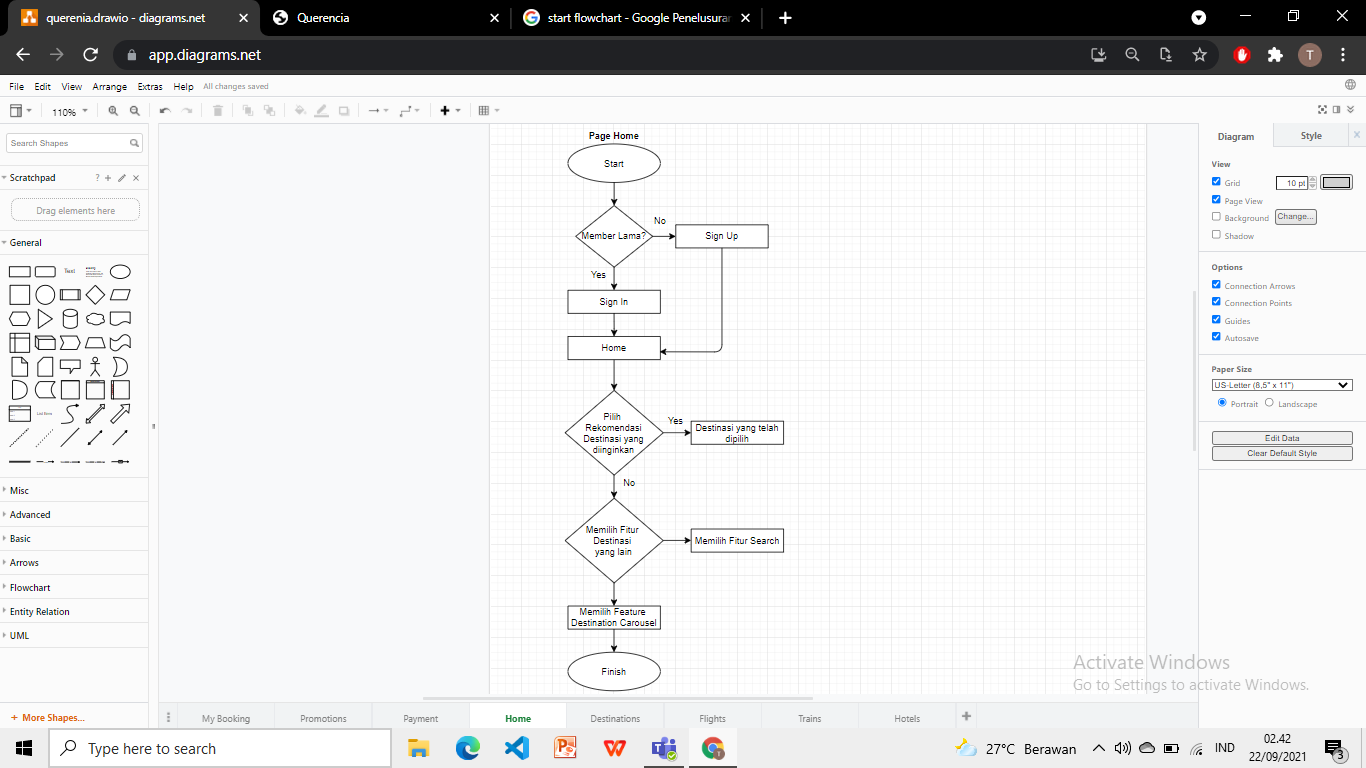 querenia.drawio - diagrams.net
Querencia
start flowchart - Google Penelusuran
app.diagrams.net
T
File Edit View Arrange Extras Help All changes saved
110%
Search Shapes
Scratchpad
?
Drag elements here
General
Text
Heading
List Item
Misc
Advanced
Basic
Arrows
Flowchart
Entity Relation
UML
+ More Shapes...
Page Home
Start
Member Lama?
No
Sign Up
Yes
Sign In
Home
Pilih
Rekomendasi
Destinasi yang
diinginkan
Yes
Destinasi yang telah
dipilih
No
Memilih Fitur
Destinasi
yang lain
Memilih Fitur Search
Memilih Feature
Destination Carousel
Finish
Diagram Style
View
Grid 10 pt
Page View
Background Change...
Shadow
Options
Connection Arrows
Connection Points
Guides
Autosave
Paper Size
US-Letter (8,5" x 11")
Portrait Landscape
Edit Data
Clear Default Style
Activate Windows
Go to Settings to activate Windows.
My Booking Promotions Payment Home Destinations Flights Trains Hotels
Type here to search
27°C Berawan
IND
02.42
22/09/2021
3